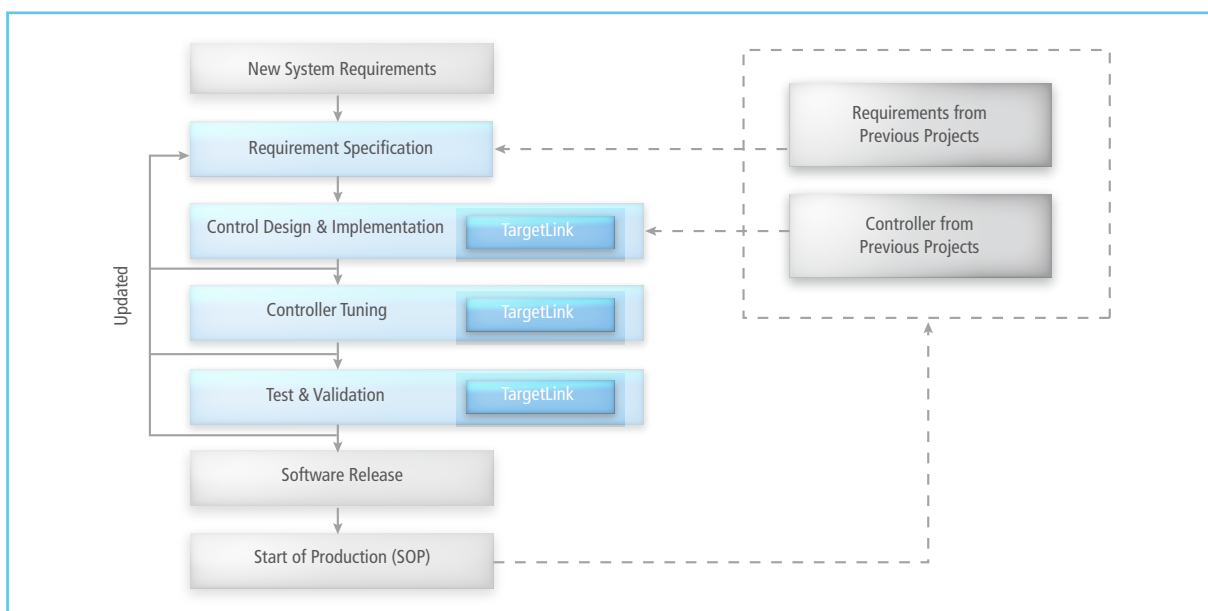 New System Requirements
Requirement Specification
Control Design & Implementation
TargetLink
Controller Tuning
TargetLink
Test & Validation
TargetLink
Software Release
Start of Production (SOP)
Updated
Requirements from
Previous Projects
Controller from
Previous Projects